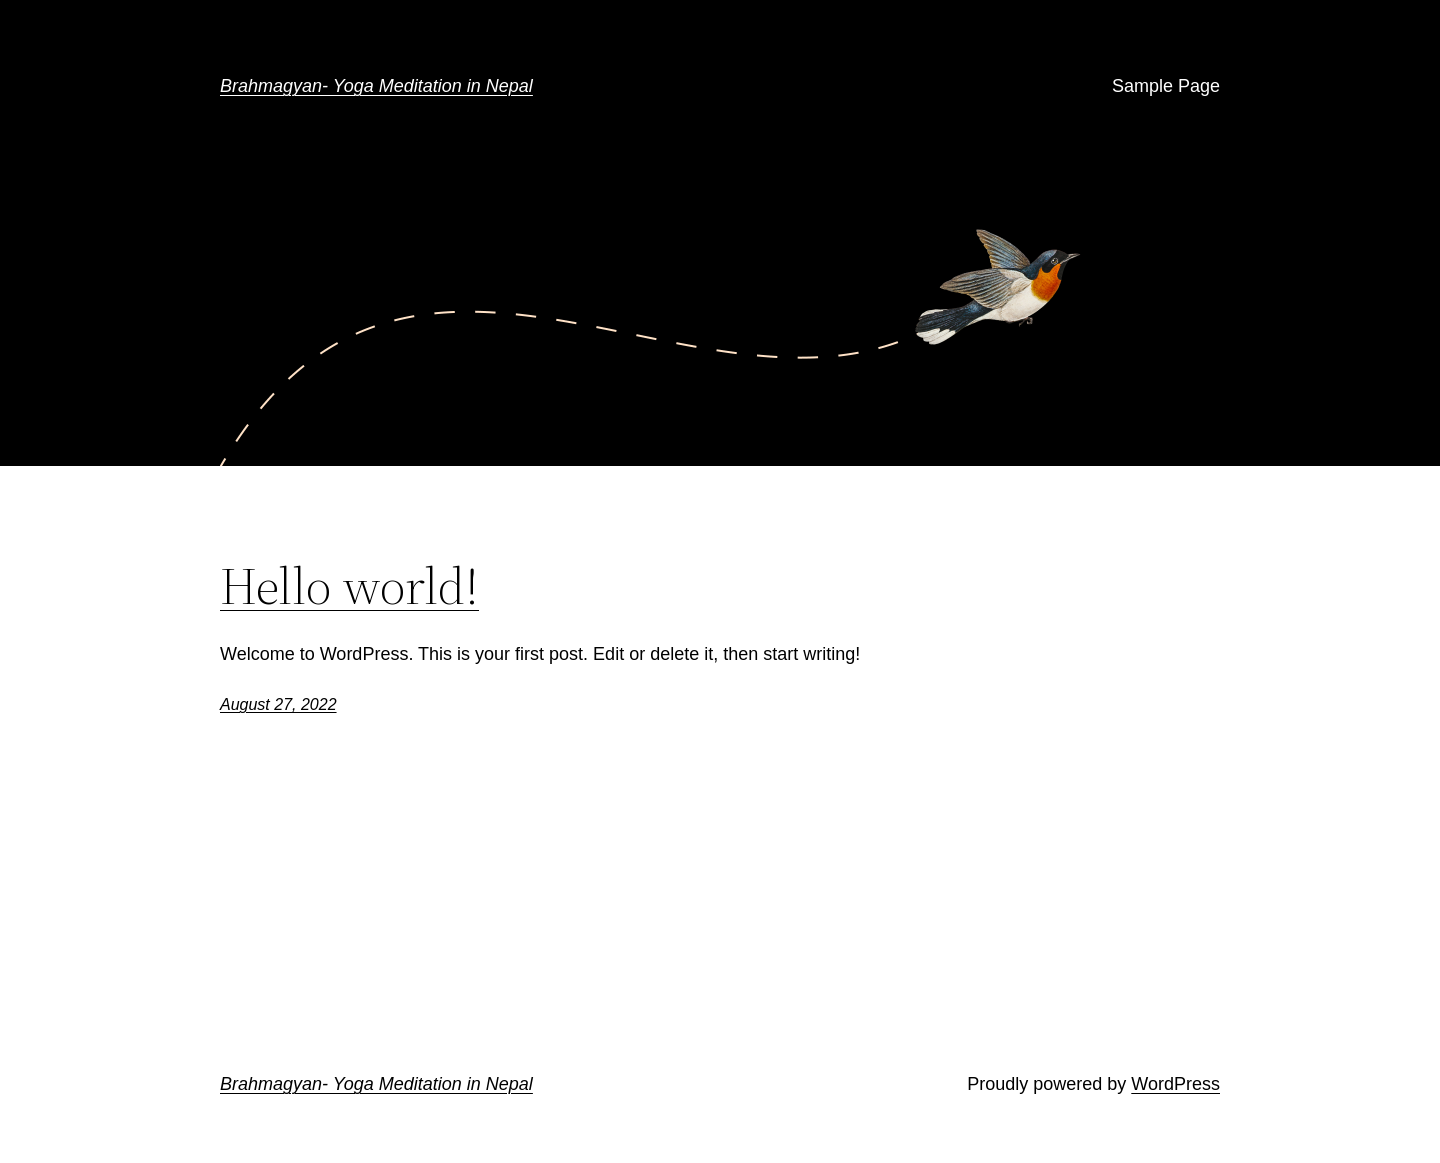 Brahmagyan- Yoga Meditation in Nepal
Sample Page
Hello world!
Welcome to WordPress. This is your first post. Edit or delete it, then start writing!
August 27, 2022
Brahmagyan- Yoga Meditation in Nepal
Proudly powered by WordPress